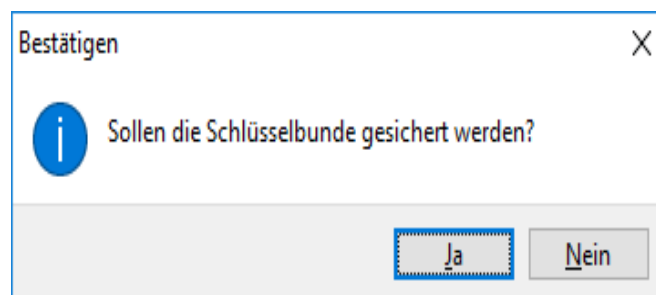 Bestätigen
Sollen die Schlüsselbunde gesichert werden?
Ja
Nein